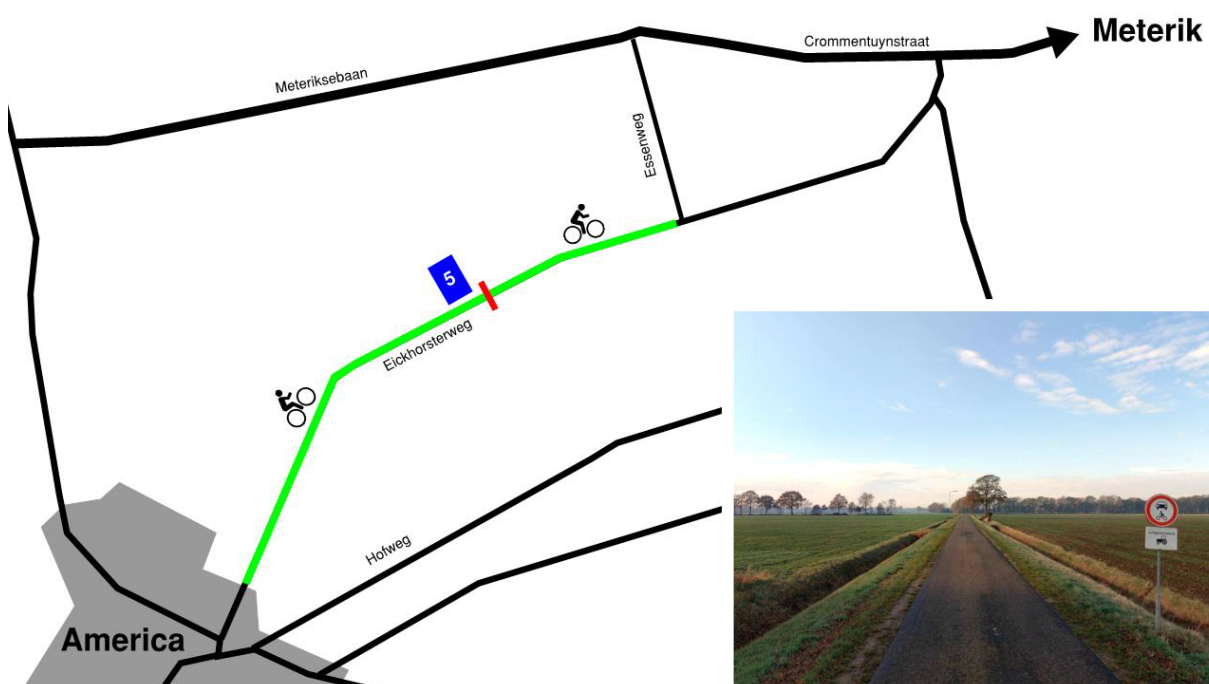 Meterik
Crommentuynstraat
Meteriksebaan
Essenweg
5
Eickhorsterweg
Hofweg
America